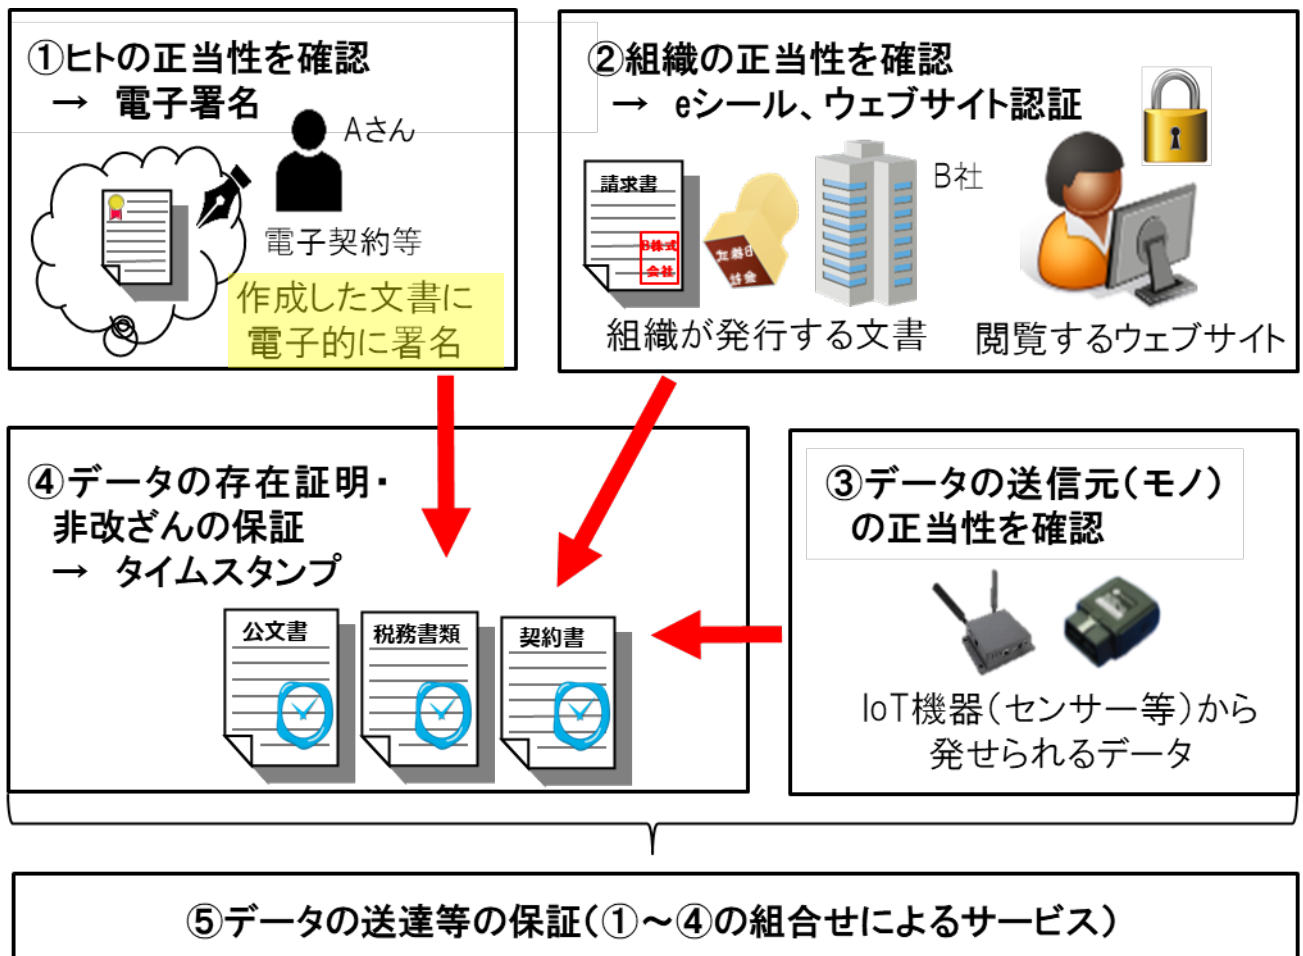 ①ヒトの正当性を確認
→ 電子署名
Aさん
電子契約等
作成した文書に
電子的に署名
②組織の正当性を確認
→ eシール、ウェブサイト認証
請求書
B株式
会社
B社
組織が発行する文書
閲覧するウェブサイト
④データの存在証明・
非改ざんの保証
→ タイムスタンプ
公文書
税務書類
契約書
③データの送信元(モノ)
の正当性を確認
IoT機器(センサー等)から
発せられるデータ
⑤データの送達等の保証(①~④の組合せによるサービス)